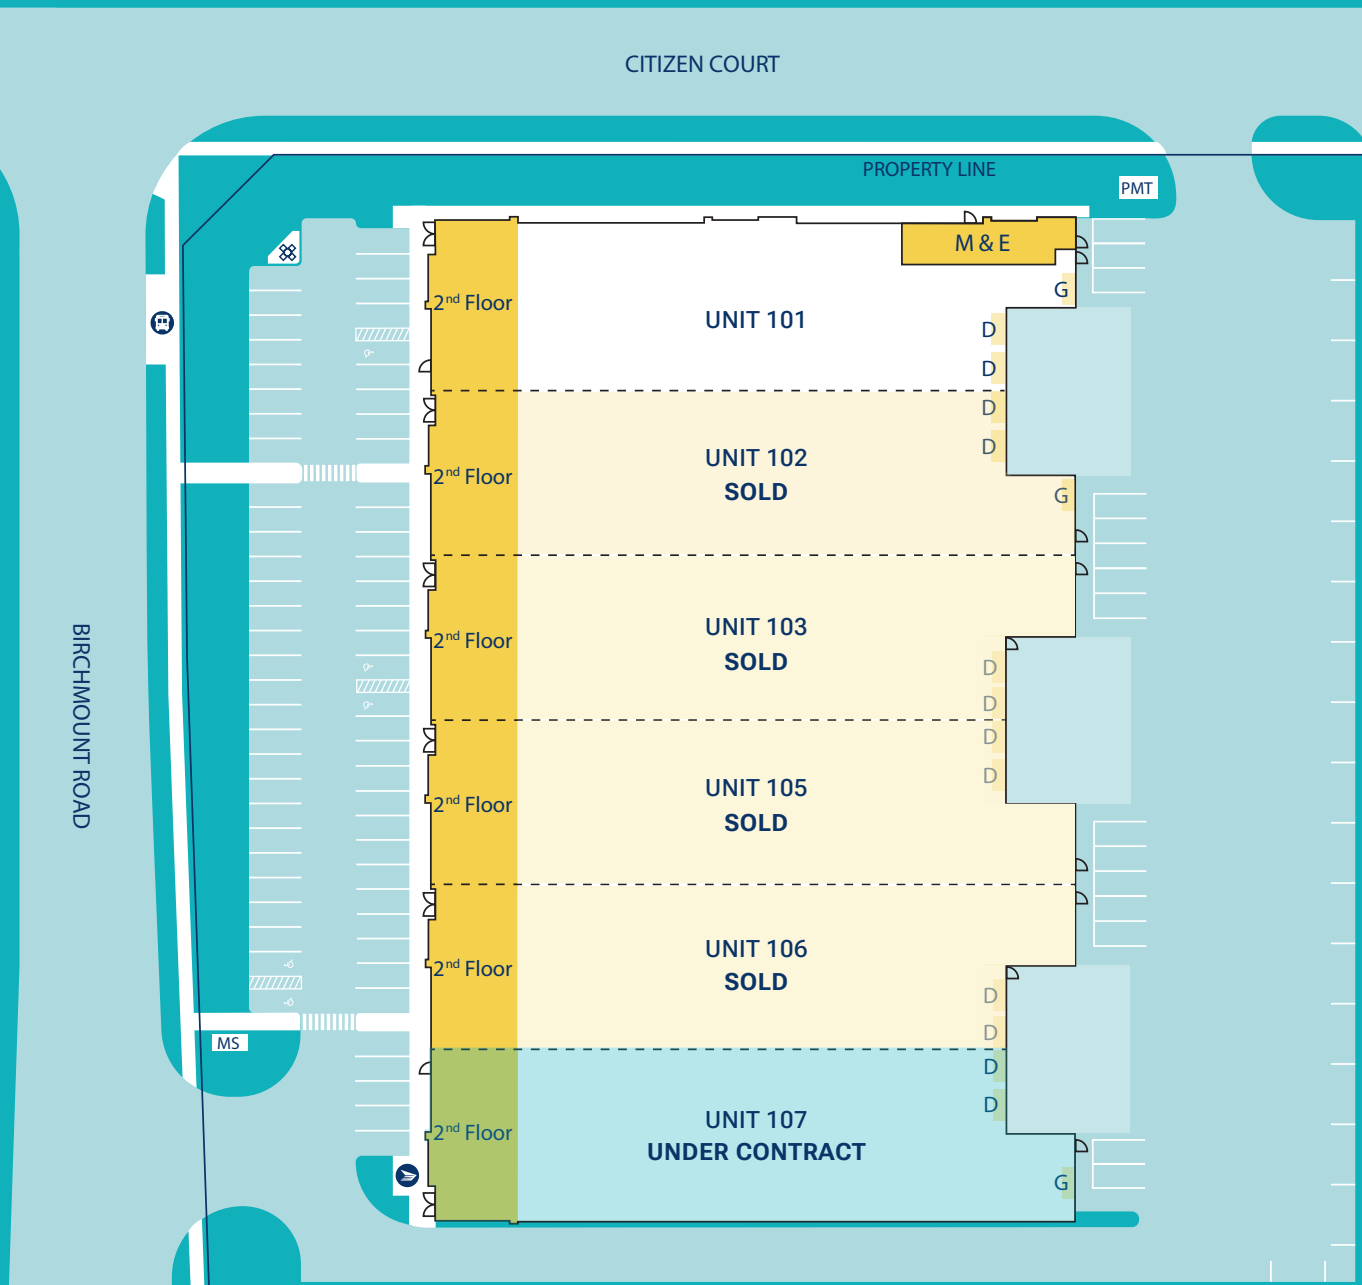 CITIZEN COURT
PROPERTY LINE
PMT
M & E
2nd Floor
G
UNIT 101
D
D
D
2nd Floor
D
UNIT 102
SOLD
G
BIRCHMOUNT ROAD
2nd Floor
UNIT 103
SOLD
D
D
D
D
2nd Floor
UNIT 105
SOLD
2nd Floor
UNIT 106
SOLD
D
D
MS
D
D
2nd Floor
UNIT 107
UNDER CONTRACT
G